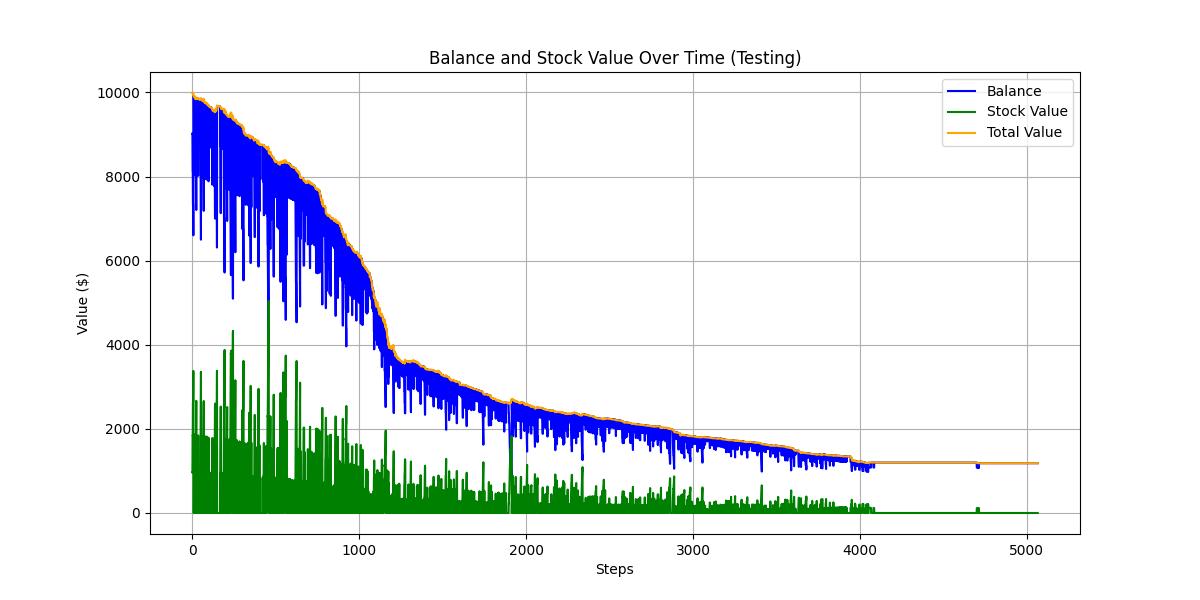 Balance and Stock Value Over Time (Testing)
Balance
Stock Value
Total Value
10000
8000
6000
4000
2000
0
Value ($)
0 1000 2000 3000 4000 5000
Steps